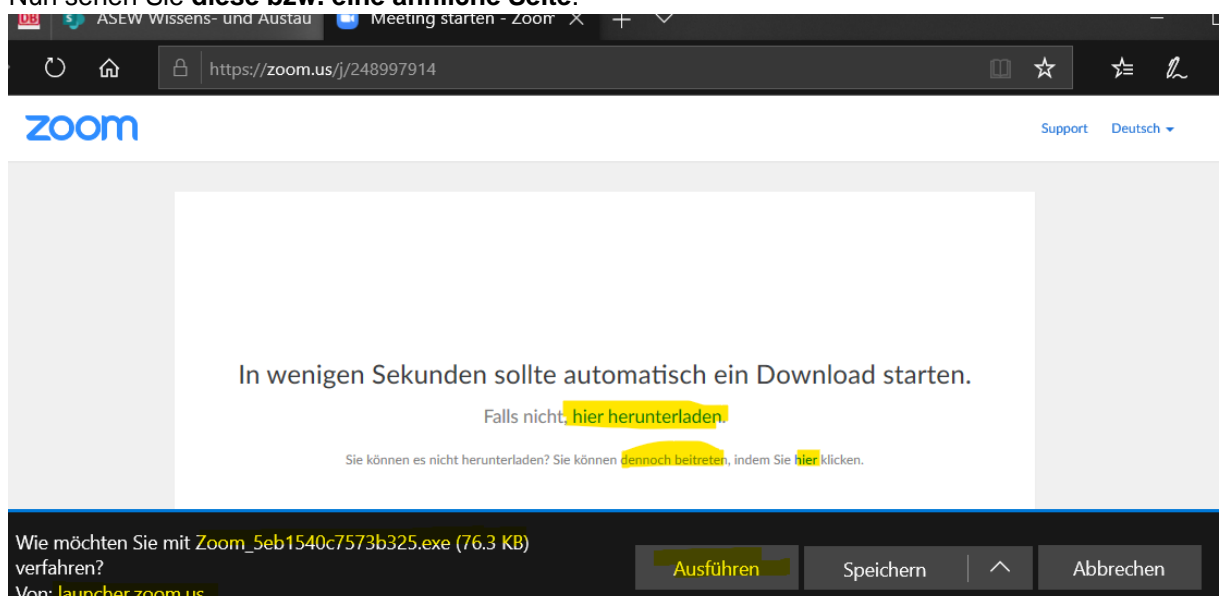 Nun sehen Sie diese bzw. eine ähnliche Seite.
DB ASEW Wissens- und Austau Meeting starten - Zoom
https://zoom.us/j/248997914
zoom Support Deutsch
In wenigen Sekunden sollte automatisch ein Download starten.
Falls nicht, hier herunterladen.
Sie können es nicht herunterladen? Sie können dennoch beitreten, indem Sie hier klicken.
Wie möchten Sie mit Zoom_5eb1540c7573b325.exe (76.3 KB)
verfahren?
Ausführen Speichern Abbrechen
Von: launcher.zoom.us